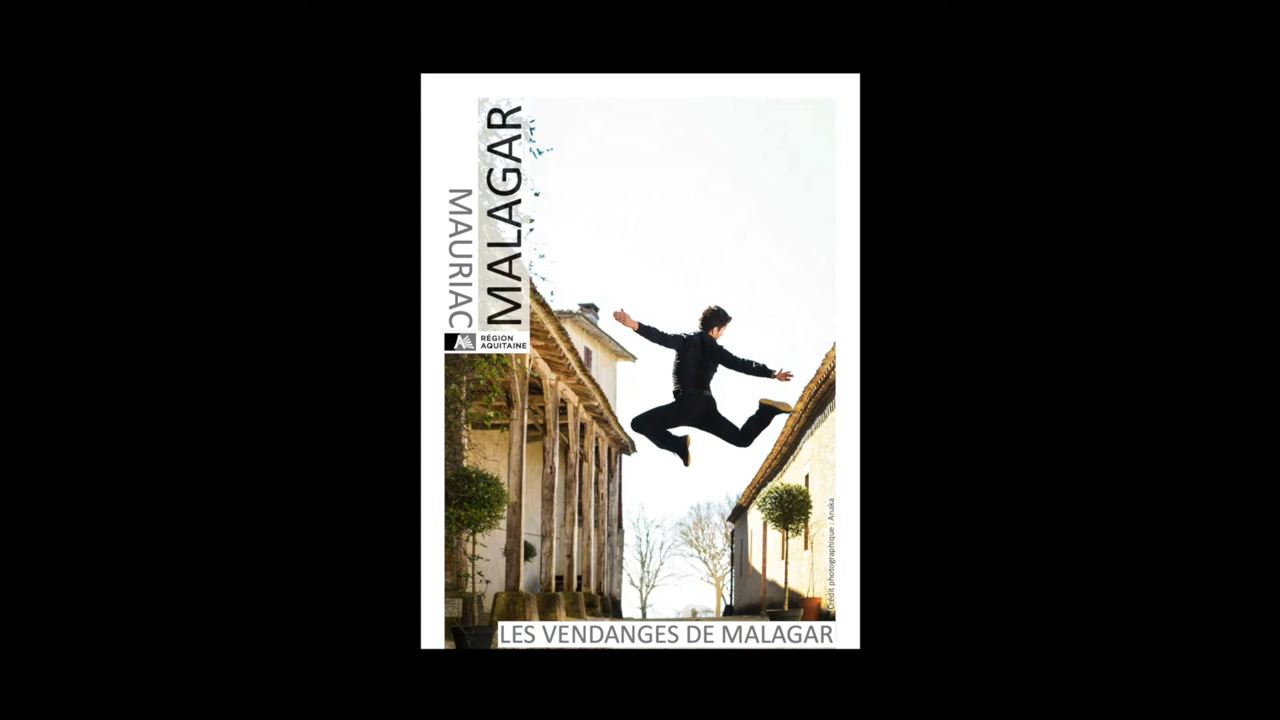 MALAGAR
MAURIAC
RÉGION
AQUITAINE
Crédit photographique : Anaka
LES VENDANGES DE MALAGAR